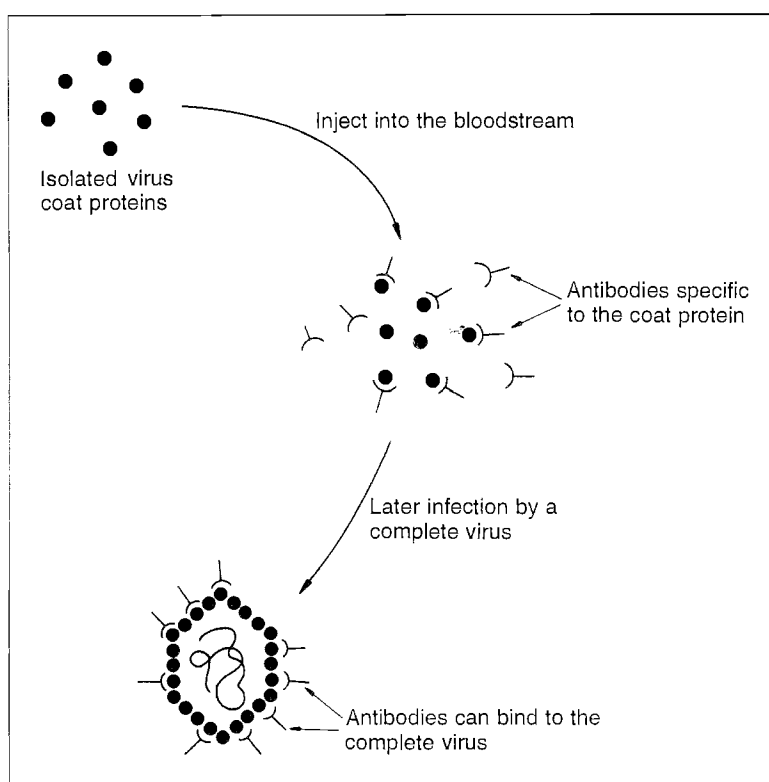 Inject into the bloodstream
Isolated virus
coat proteins
Antibodies specific
to the coat protein
Later infection by a
complete virus
Antibodies can bind to the
complete virus